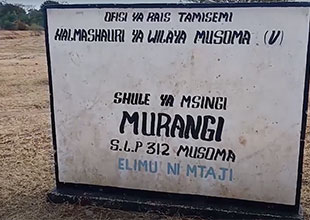 OFISI YA RAIS TAMISEMI
HALMASHAURI YA WILAYA MUSOMA (V)
SHULE YA MSINGI
MURANGI
S.L.P 312 MUSOMA
ELIMU NI MTAJI